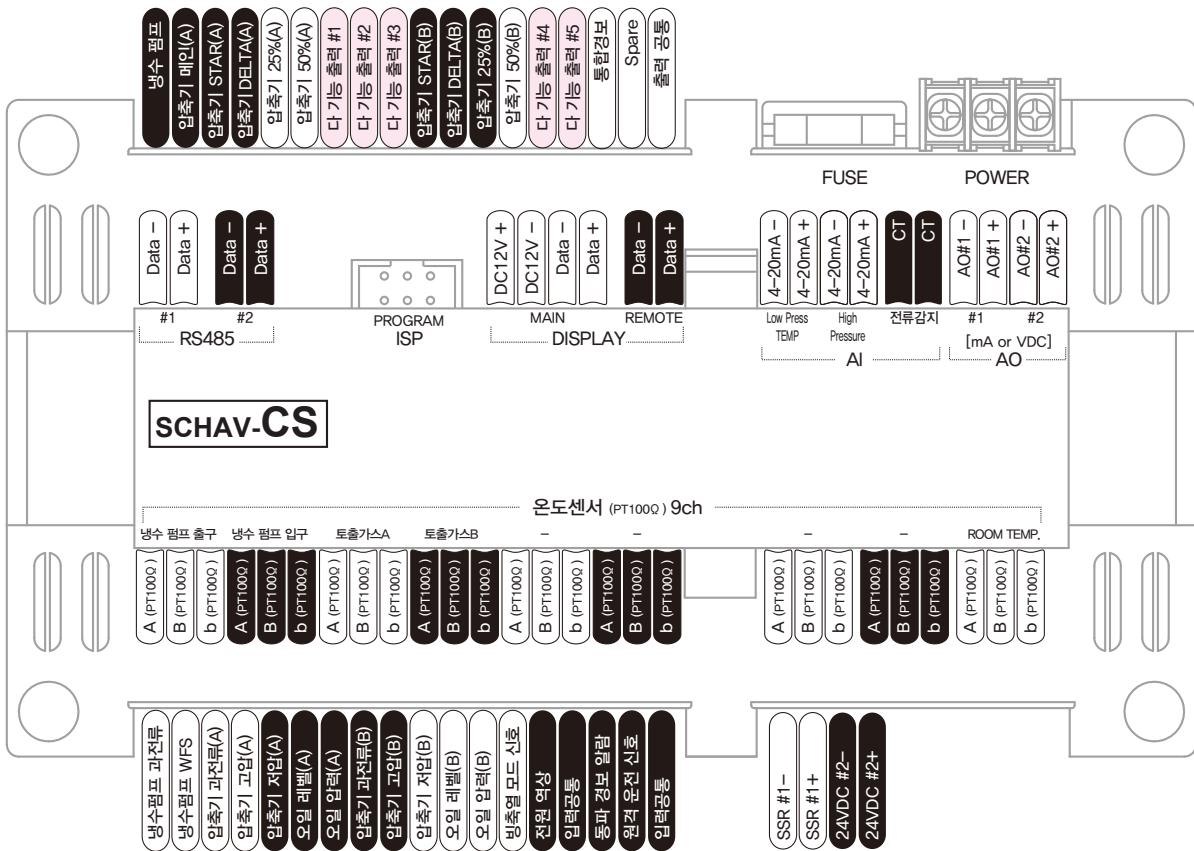 냉수 펌프
압축기 메인(A)
압축기 STAR(A)
압축기 DELTA(A)
압축기 25%(A)
압축기 50%(A)
다 기능 출력 #1
다 기능 출력 #2
다 기능 출력 #3
압축기 STAR(B)
압축기 DELTA(B)
압축기 25%(B)
압축기 50%(B)
다 기능 출력 #4
다 기능 출력 #5
통합경보
Spare
출력 공통
FUSE
POWER
Data −
Data +
Data −
Data +
DC12V +
DC12V −
Data −
Data +
Data −
Data +
4−20mA −
4−20mA +
4−20mA −
4−20mA +
CT
CT
AO#1 −
AO#1 +
AO#2 −
AO#2 +
#1
#2
RS485
PROGRAM
ISP
MAIN
REMOTE
DISPLAY
Low Press
TEMP
High
Pressure
전류감지
AI
#1
#2
[mA or VDC]
AO
SCHAV-CS
온도센서 (PT100Ω) 9ch
냉수 펌프 출구
냉수 펌프 입구
토출가스A
토출가스B
−
−
−
−
ROOM TEMP.
A (PT100Ω)
B (PT100Ω)
b (PT100Ω)
A (PT100Ω)
B (PT100Ω)
b (PT100Ω)
A (PT100Ω)
B (PT100Ω)
b (PT100Ω)
A (PT100Ω)
B (PT100Ω)
b (PT100Ω)
A (PT100Ω)
B (PT100Ω)
b (PT100Ω)
A (PT100Ω)
B (PT100Ω)
b (PT100Ω)
A (PT100Ω)
B (PT100Ω)
b (PT100Ω)
A (PT100Ω)
B (PT100Ω)
b (PT100Ω)
A (PT100Ω)
B (PT100Ω)
b (PT100Ω)
냉수펌프 과전류
냉수펌프 WFS
압축기 과전류(A)
압축기 고압(A)
압축기 저압(A)
오일 레벨(A)
오일 압력(A)
압축기 과전류(B)
압축기 고압(B)
압축기 저압(B)
오일 레벨(B)
오일 압력(B)
빙축열 모드 신호
전원 역상
입력공통
동파 경보 알람
원격 운전 신호
입력공통
SSR #1−
SSR #1+
24VDC #2−
24VDC #2+